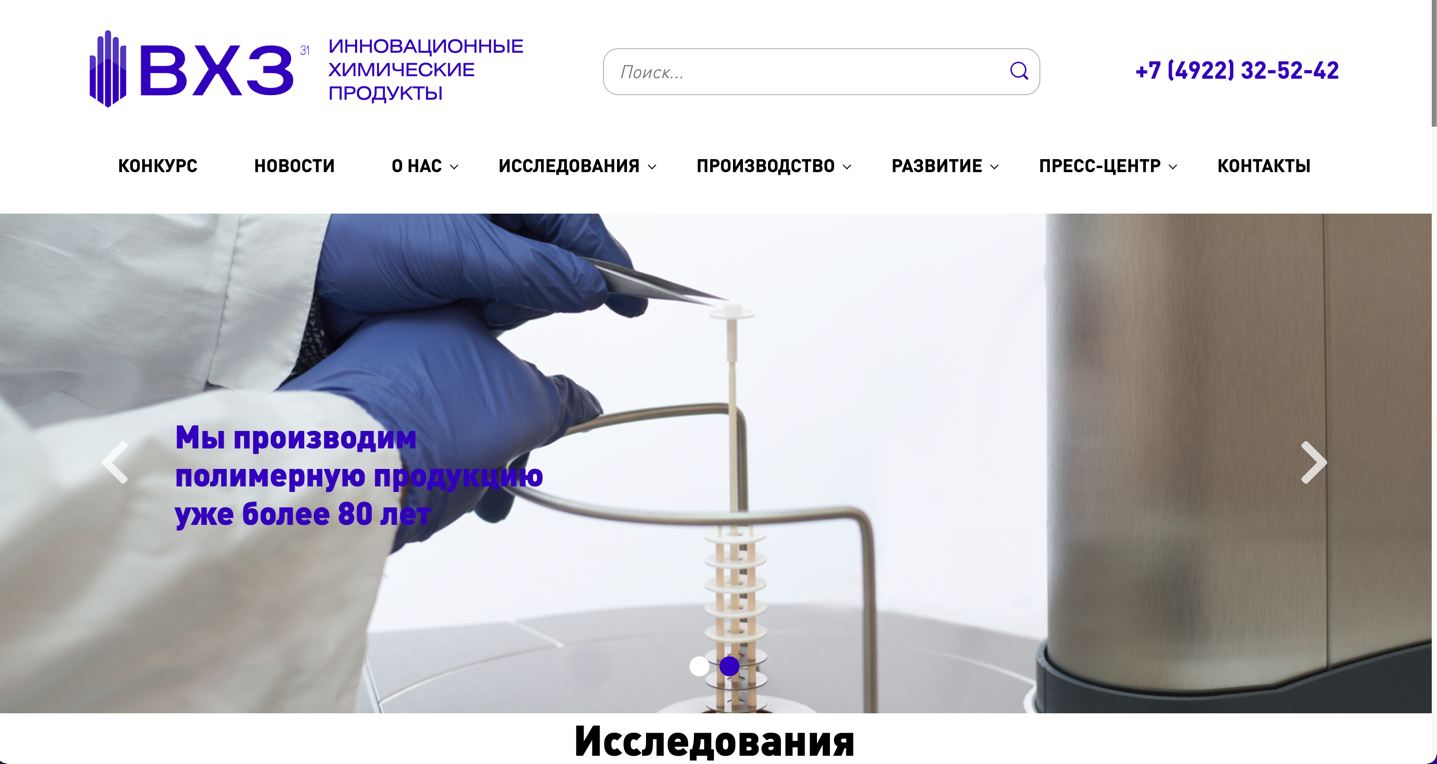 ВХЗ 31
ИННОВАЦИОННЫЕ
ХИМИЧЕСКИЕ
ПРОДУКТЫ
Поиск...
+7 (4922) 32-52-42
КОНКУРС НОВОСТИ О НАС ИССЛЕДОВАНИЯ ПРОИЗВОДСТВО РАЗВИТИЕ ПРЕСС-ЦЕНТР КОНТАКТЫ
Мы производим
полимерную продукцию
уже более 80 лет
Исследования